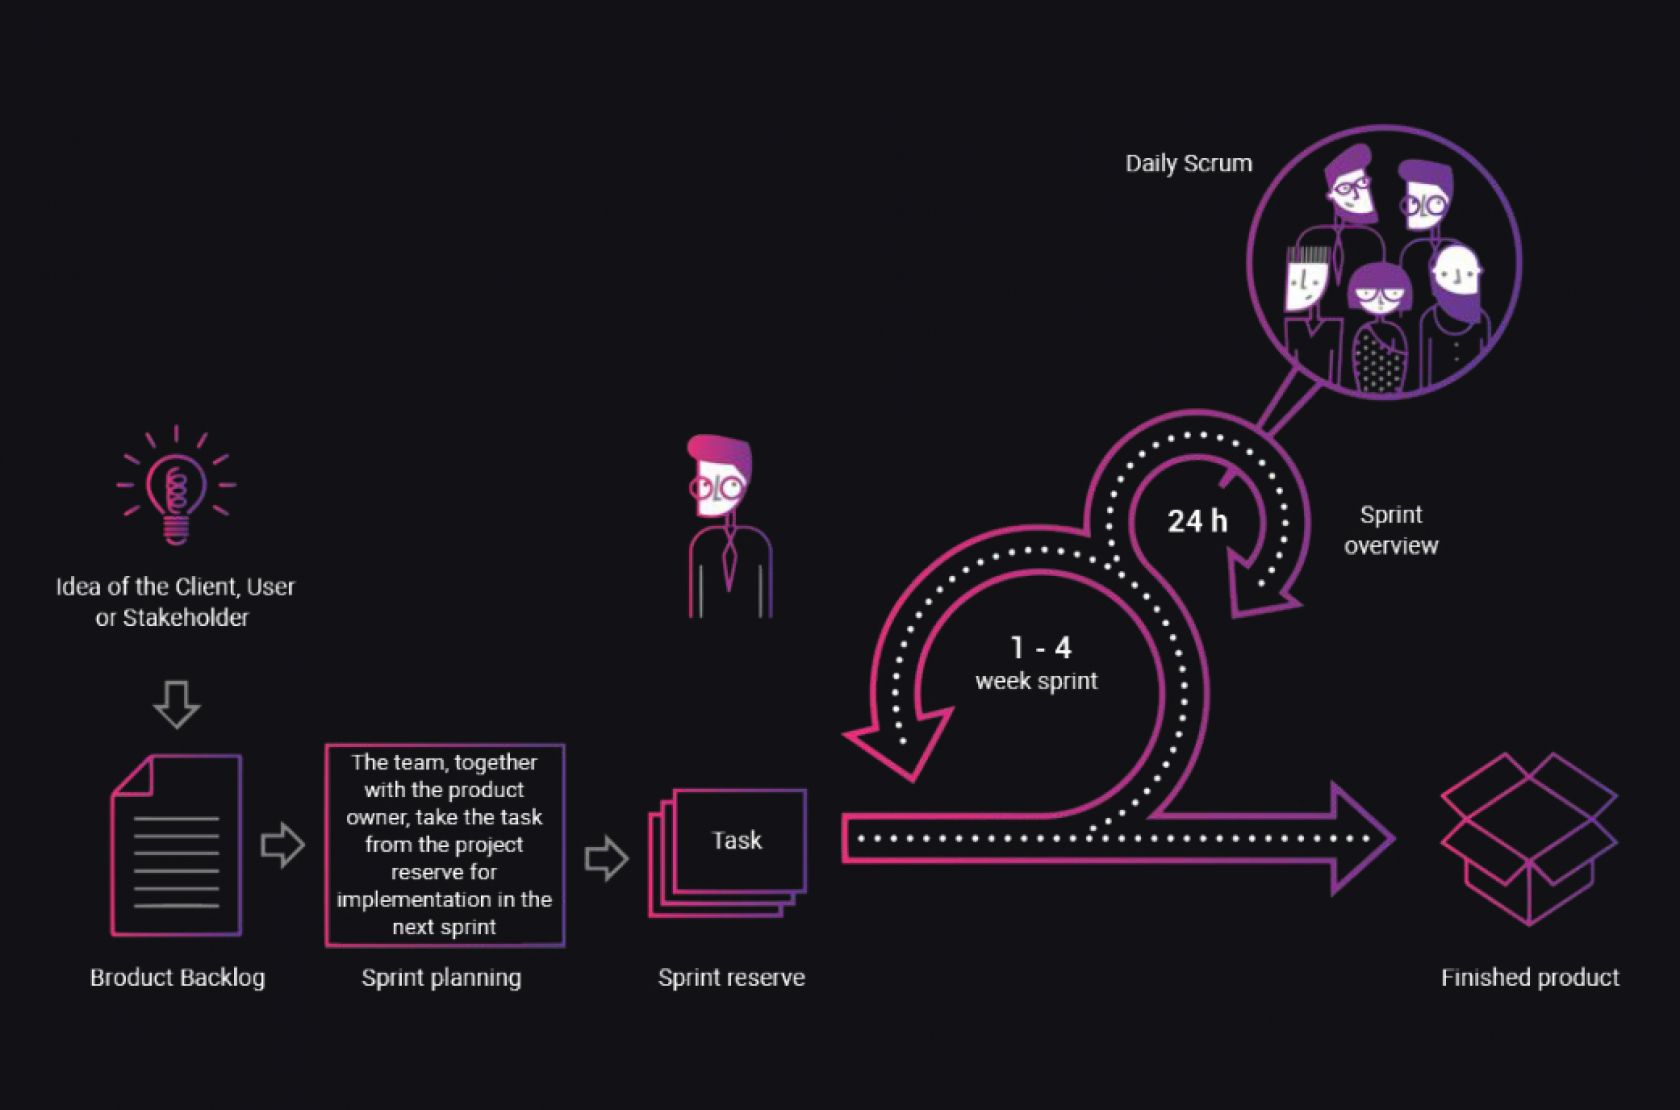 Daily Scrum
24 h
Sprint
overview
Idea of the Client, User
or Stakeholder
1 - 4
week sprint
The team, together
with the product
owner, take the task
from the project
reserve for
implementation in the
next sprint
Task
Broduct Backlog
Sprint planning
Sprint reserve
Finished product